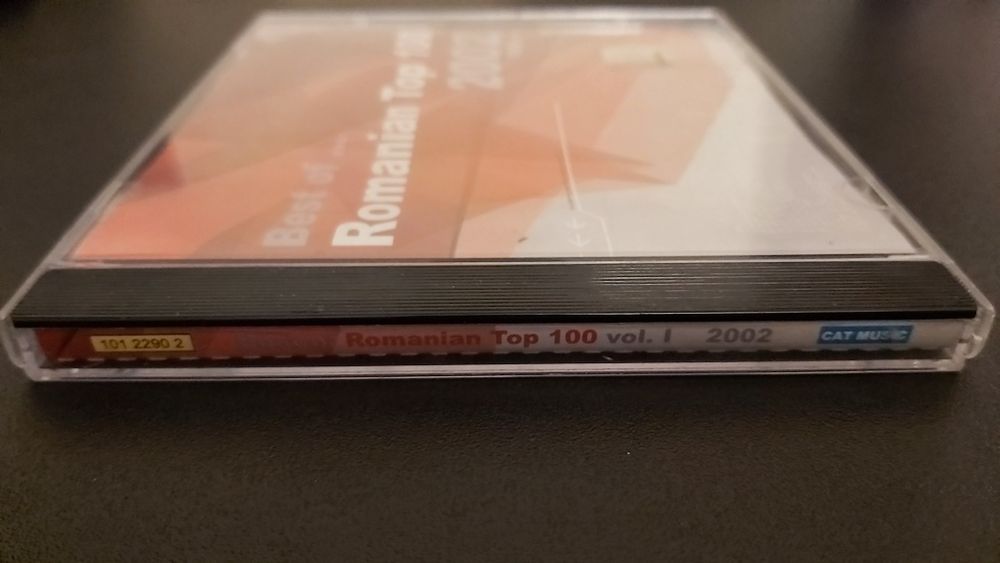 Best of ...
Romanian Top 100
2002
101 2290 2 Romanian Top 100 vol. I 2002 CAT MUSIC